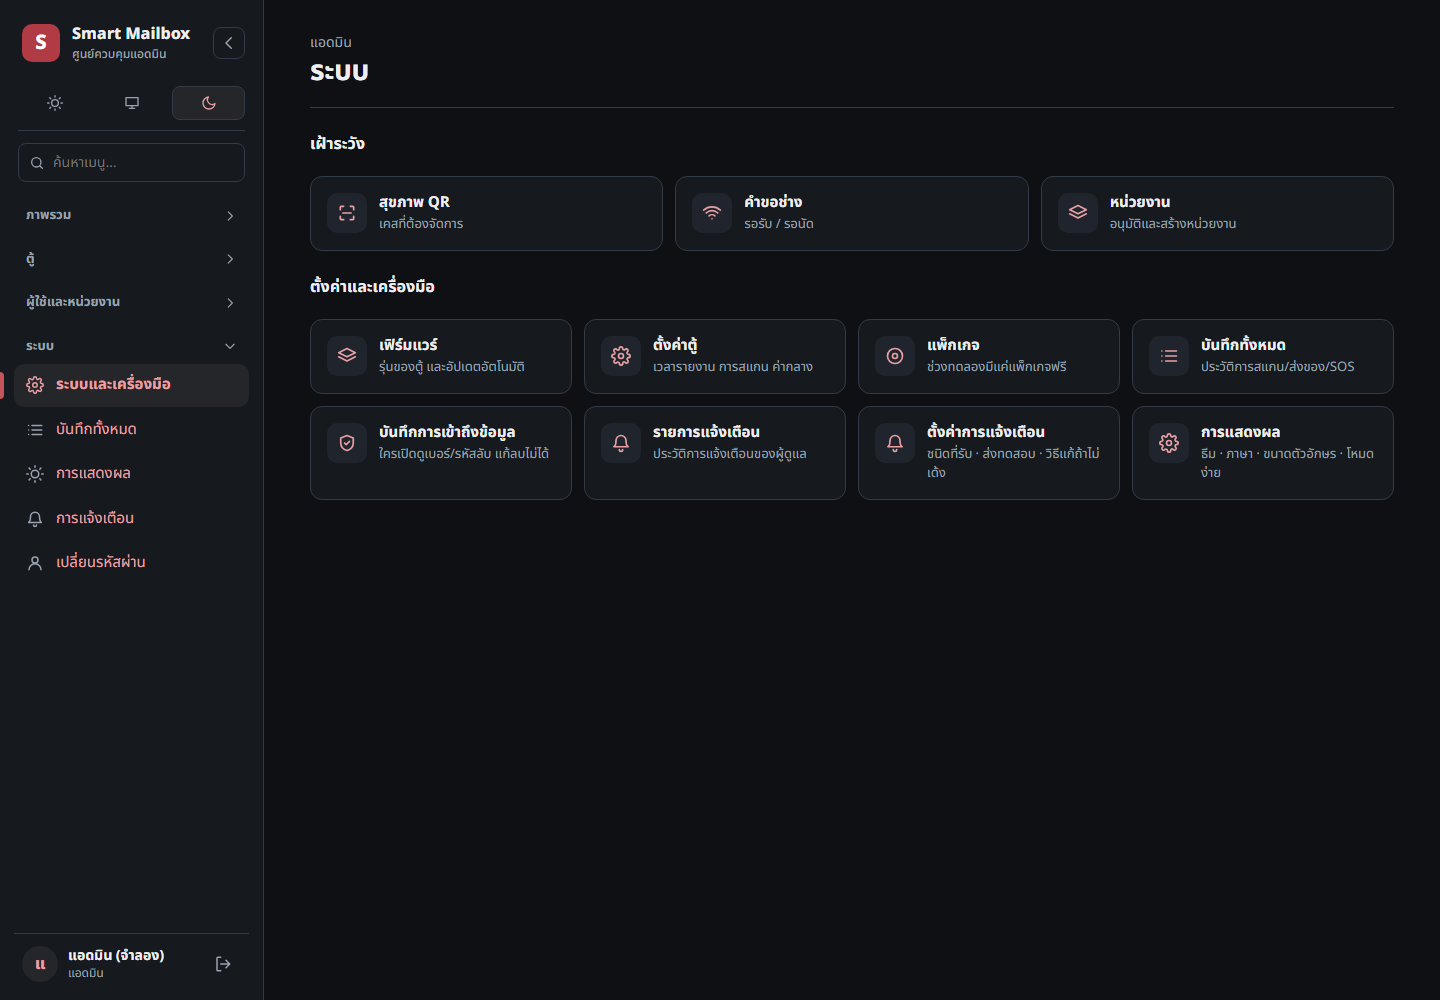 S
Smart Mailbox
ศูนย์ควบคุมแอดมิน
ค้นหาเมนู...
ภาพรวม
ตู้
ผู้ใช้และหน่วยงาน
ระบบ
ระบบและเครื่องมือ
บันทึกทั้งหมด
การแสดงผล
การแจ้งเตือน
เปลี่ยนรหัสผ่าน
แ
แอดมิน (จำลอง)
แอดมิน
แอดมิน
ระบบ
เฝ้าระวัง
สุขภาพ QR
เคสที่ต้องจัดการ
คำขอช่าง
รอรับ / รอนัด
หน่วยงาน
อนุมัติและสร้างหน่วยงาน
ตั้งค่าและเครื่องมือ
เฟิร์มแวร์
รุ่นของตู้ และอัปเดตอัตโนมัติ
ตั้งค่าตู้
เวลารายงาน การสแกน ค่ากลาง
แพ็กเกจ
ช่วงทดลองมีแค่แพ็กเกจฟรี
บันทึกทั้งหมด
ประวัติการสแกน/ส่งของ/SOS
บันทึกการเข้าถึงข้อมูล
ใครเปิดดูเบอร์/รหัสลับ แก้ลบไม่ได้
รายการแจ้งเตือน
ประวัติการแจ้งเตือนของผู้ดูแล
ตั้งค่าการแจ้งเตือน
ชนิดที่รับ · ส่งทดสอบ · วิธีแก้ถ้าไม่
เด้ง
การแสดงผล
ธีม · ภาษา · ขนาดตัวอักษร · โหมด
ง่าย